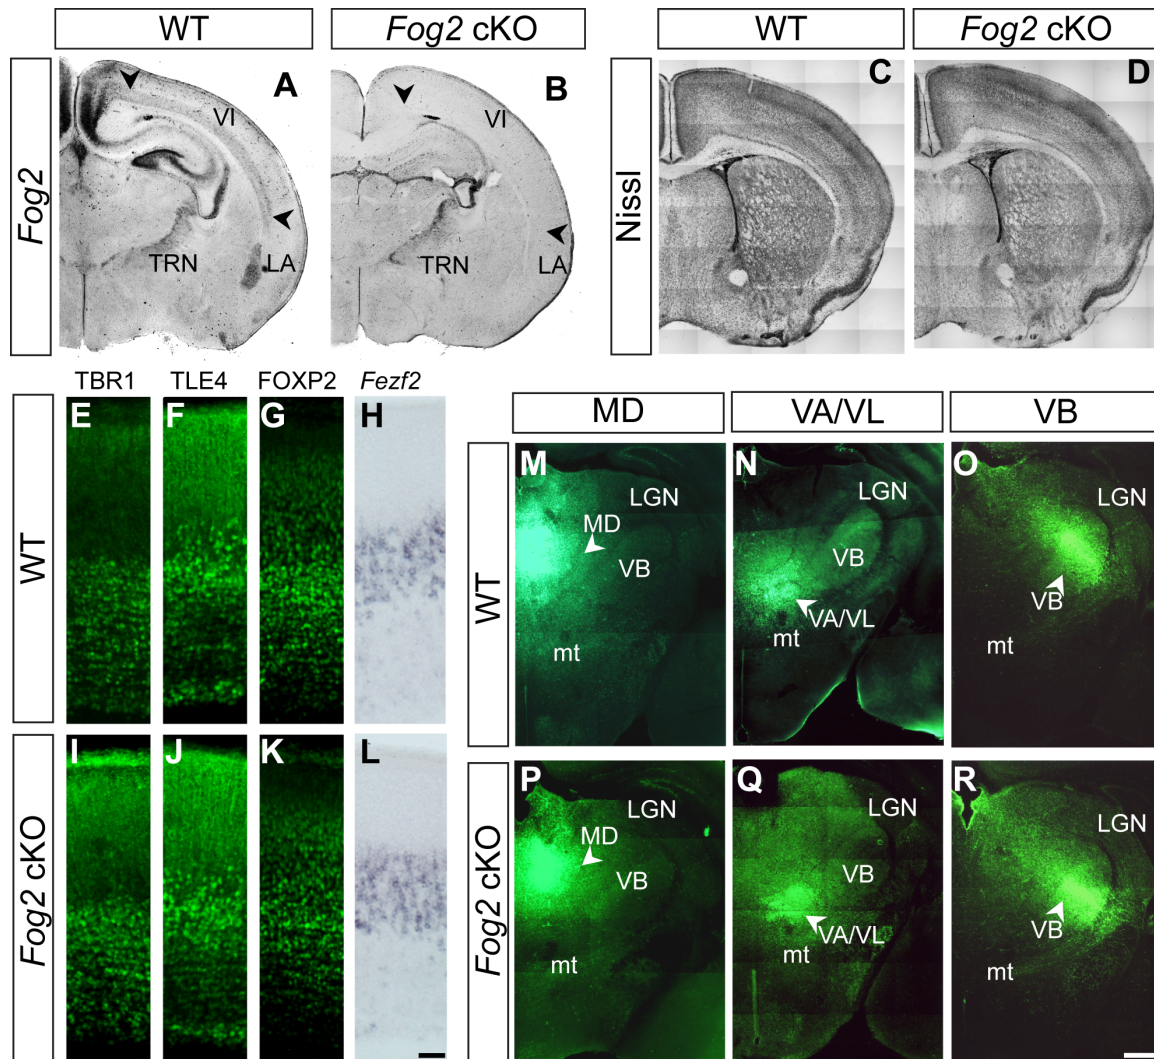 WT
Fog2 cKO
WT
Fog2 cKO
Fog2
A
VI
TRN
LA
B
VI
TRN
LA
Nissl
C
D
TBR1
TLE4
FOXP2
Fezf2
WT
E
F
G
H
Fog2 cKO
I
J
K
L
MD
VA/VL
VB
WT
M
LGN
MD
VB
mt
N
LGN
VB
VA/VL
mt
O
LGN
VB
mt
Fog2 cKO
P
LGN
MD
VB
mt
Q
LGN
VB
VA/VL
mt
R
LGN
VB
mt